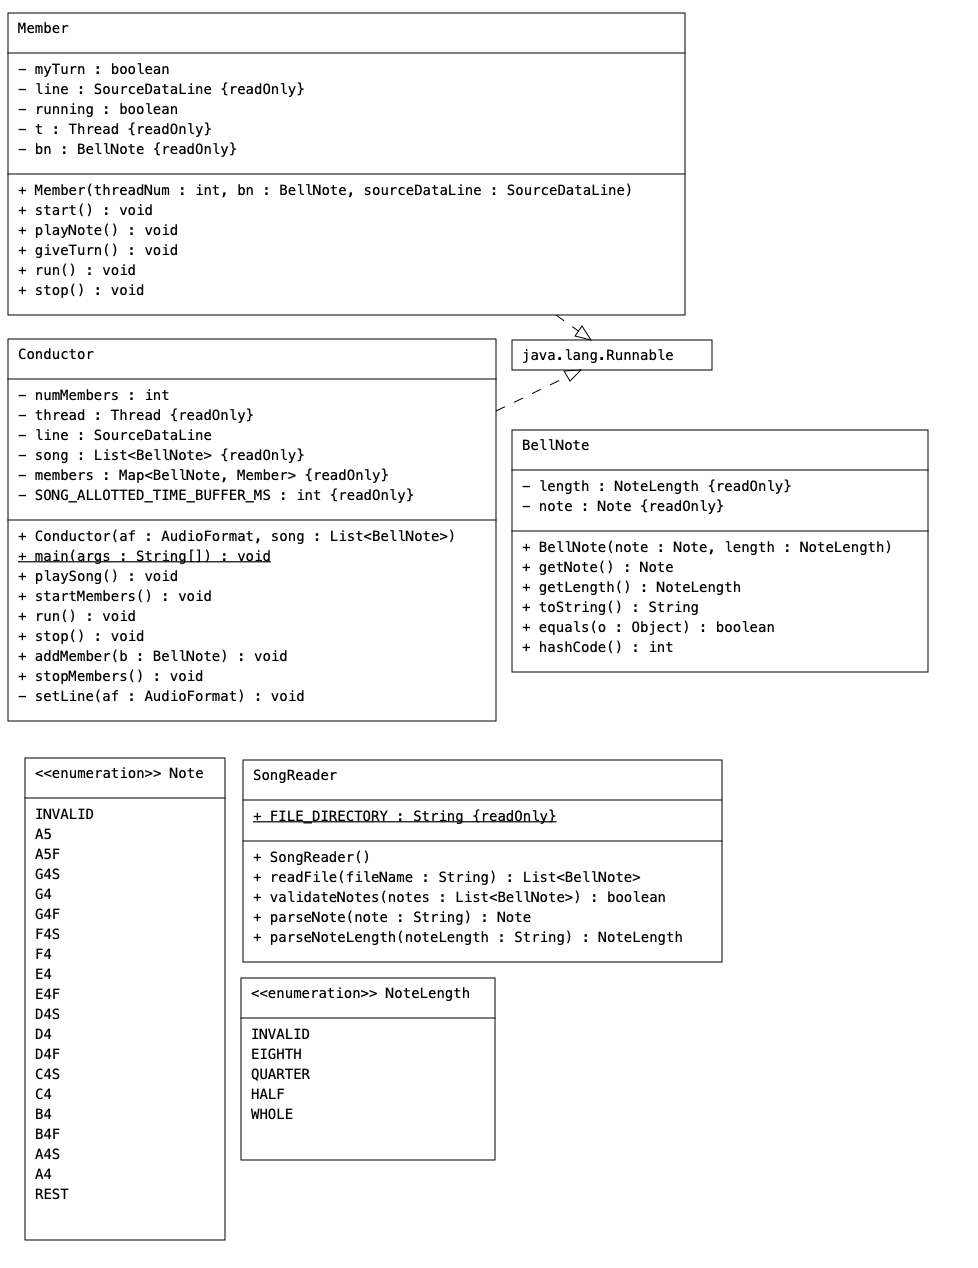 Member
− myTurn : boolean
− line : SourceDataLine {readOnly}
− running : boolean
− t : Thread {readOnly}
− bn : BellNote {readOnly}
+ Member(threadNum : int, bn : BellNote, sourceDataLine : SourceDataLine)
+ start() : void
+ playNote() : void
+ giveTurn() : void
+ run() : void
+ stop() : void
java.lang.Runnable
Conductor
− numMembers : int
− thread : Thread {readOnly}
− line : SourceDataLine
− song : List<BellNote> {readOnly}
− members : Map<BellNote, Member> {readOnly}
− SONG_ALLOTTED_TIME_BUFFER_MS : int {readOnly}
+ Conductor(af : AudioFormat, song : List<BellNote>)
+ main(args : String[]) : void
+ playSong() : void
+ startMembers() : void
+ run() : void
+ stop() : void
+ addMember(b : BellNote) : void
+ stopMembers() : void
− setLine(af : AudioFormat) : void
BellNote
− length : NoteLength {readOnly}
− note : Note {readOnly}
+ BellNote(note : Note, length : NoteLength)
+ getNote() : Note
+ getLength() : NoteLength
+ toString() : String
+ equals(o : Object) : boolean
+ hashCode() : int
<<enumeration>> Note
INVALID
A5
A5F
G4S
G4
G4F
F4S
F4
E4
E4F
D4S
D4
D4F
C4S
C4
B4
B4F
A4S
A4
REST
SongReader
+ FILE_DIRECTORY : String {readOnly}
+ SongReader()
+ readFile(fileName : String) : List<BellNote>
+ validateNotes(notes : List<BellNote>) : boolean
+ parseNote(note : String) : Note
+ parseNoteLength(noteLength : String) : NoteLength
<<enumeration>> NoteLength
INVALID
EIGHTH
QUARTER
HALF
WHOLE